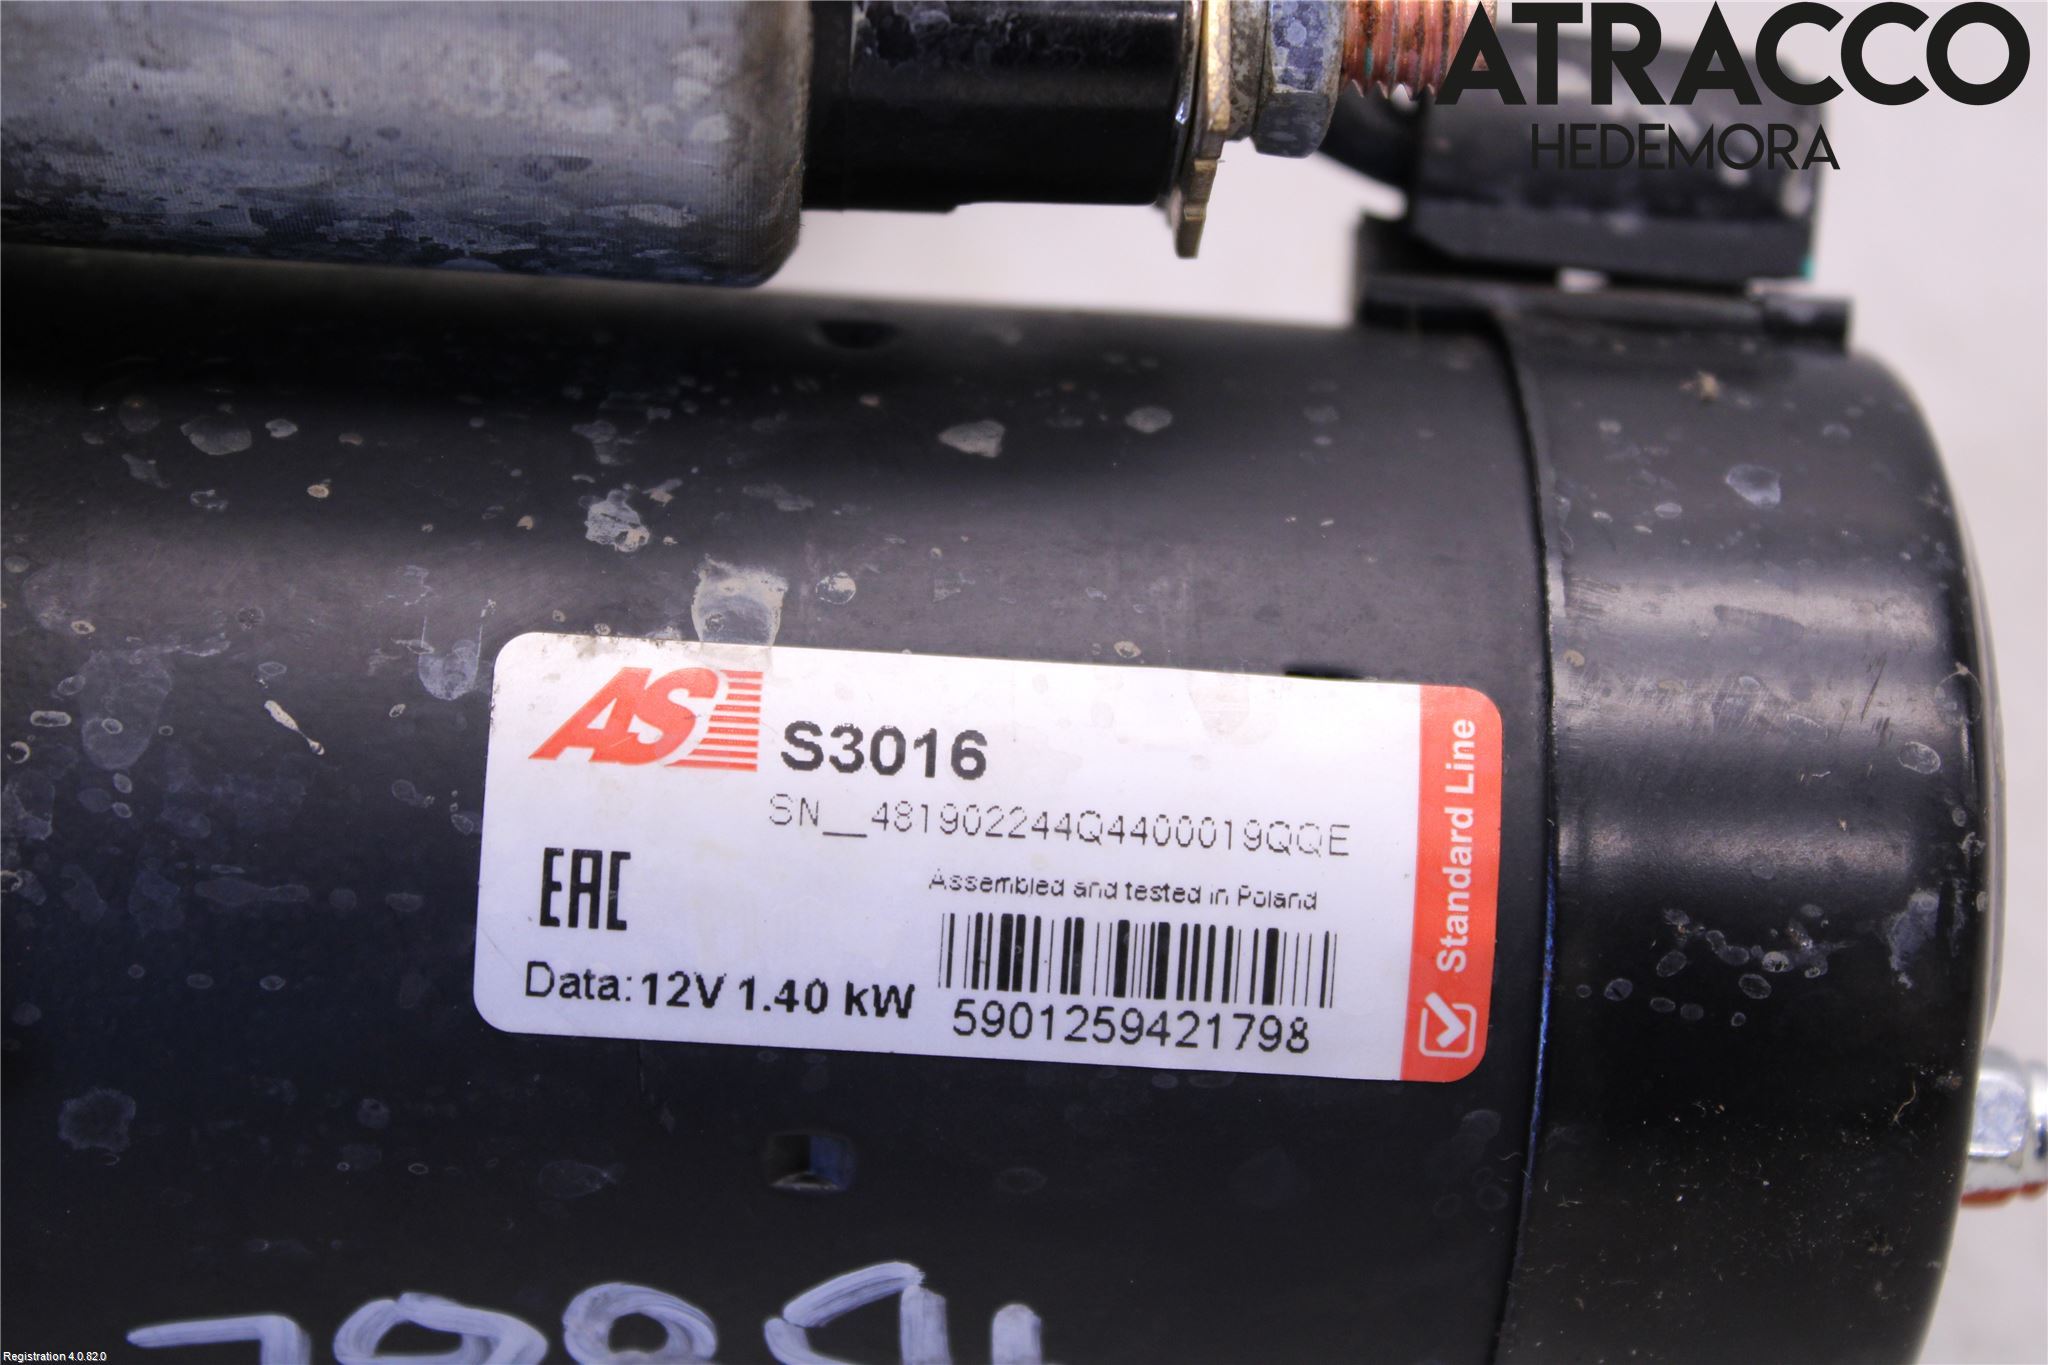 ATRACCO
HEDEMORA
AS S3016
SN__481902244Q4400019QQE
EAC
Assembled and tested in Poland
Data: 12V 1.40 kW
5901259421798
Standard Line
Registration 4.0.82.0